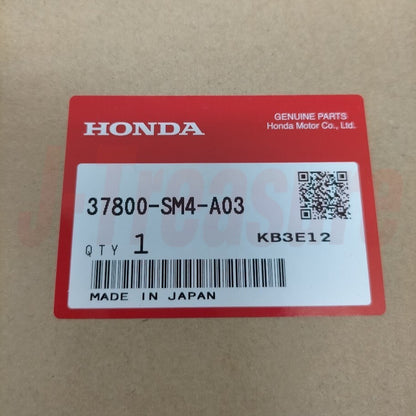 HONDA
GENUINE PARTS
Honda Motor Co., Ltd.
37800-SM4-A03
QTY 1
KB3E12
MADE IN JAPAN